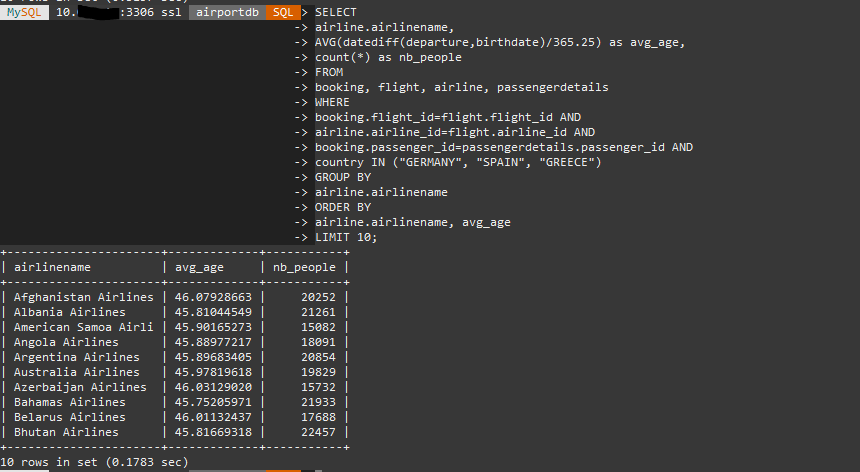 MySQL 10. :3306 ssl airportdb SQL > SELECT
-> airline.airlinename,
-> AVG(datediff(departure,birthdate)/365.25) as avg_age,
-> count(*) as nb_people
-> FROM
-> booking, flight, airline, passengerdetails
-> WHERE
-> booking.flight_id=flight.flight_id AND
-> airline.airline_id=flight.airline_id AND
-> booking.passenger_id=passengerdetails.passenger_id AND
-> country IN ("GERMANY", "SPAIN", "GREECE")
-> GROUP BY
-> airline.airlinename
-> ORDER BY
-> airline.airlinename, avg_age
-> LIMIT 10;
+----------------------+-------------+-----------+
| airlinename | avg_age | nb_people |
+----------------------+-------------+-----------+
| Afghanistan Airlines | 46.07928663 | 20252 |
| Albania Airlines | 45.81044549 | 21261 |
| American Samoa Airli | 45.90165273 | 15082 |
| Angola Airlines | 45.88977217 | 18091 |
| Argentina Airlines | 45.89683405 | 20854 |
| Australia Airlines | 45.97819618 | 19829 |
| Azerbaijan Airlines | 46.03129020 | 15732 |
| Bahamas Airlines | 45.75205971 | 21933 |
| Belarus Airlines | 46.01132437 | 17688 |
| Bhutan Airlines | 45.81669318 | 22457 |
+----------------------+-------------+-----------+
10 rows in set (0.1783 sec)